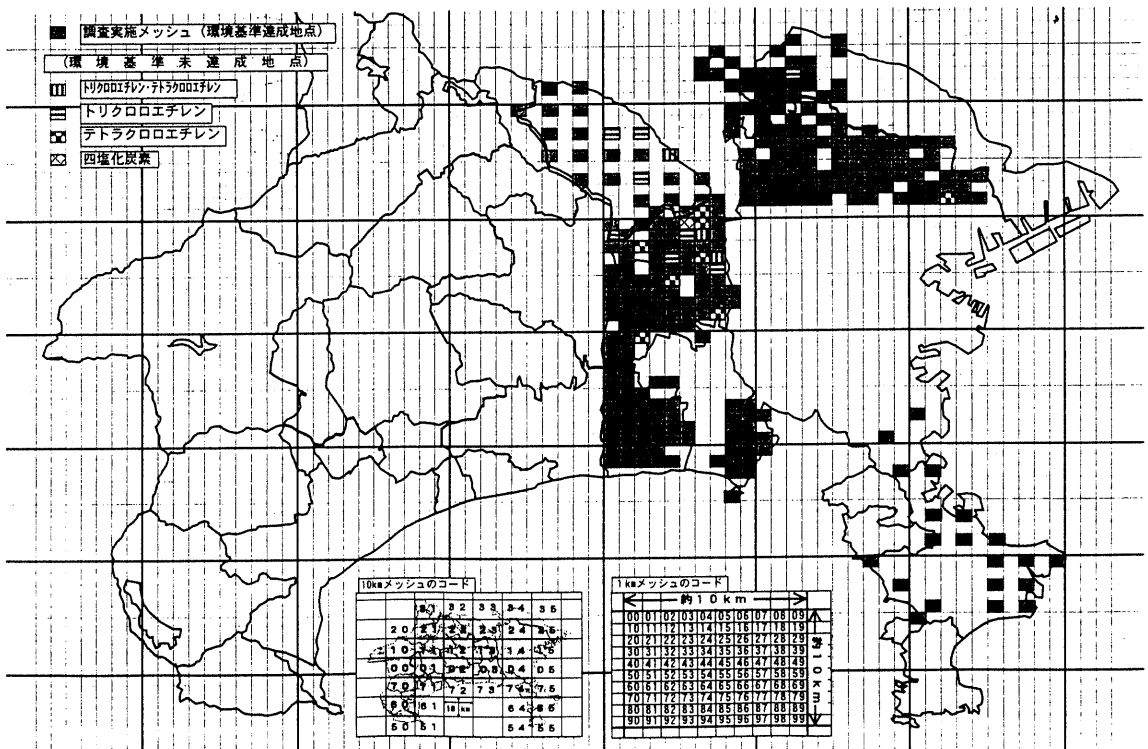 調査実施メッシュ（環境基準達成地点）
（環境基準未達成地点）
トリクロロエチレン・テトラクロロエチレン
トリクロロエチレン
テトラクロロエチレン
四塩化炭素
10kmメッシュのコード
32 33 34 35
20 21 24
10
00 01 04 05
70 71 72 73 75
60 61 10 km 64
50 51 54 55
1kmメッシュのコード
約10km
00 01 02 03 04 05 06 07 08 09
10 11 12 13 14 15 16 17 18 19
20 21 22 23 24 25 26 27 28 29
30 31 32 33 34 35 36 37 38 39
40 41 42 43 44 45 46 47 48 49
50 51 52 53 54 55 56 57 58 59
60 61 62 63 64 65 66 67 68 69
70 71 72 73 74 75 76 77 78 79
80 81 82 83 84 85 86 87 88 89
90 91 92 93 94 95 96 97 98 99
約10km